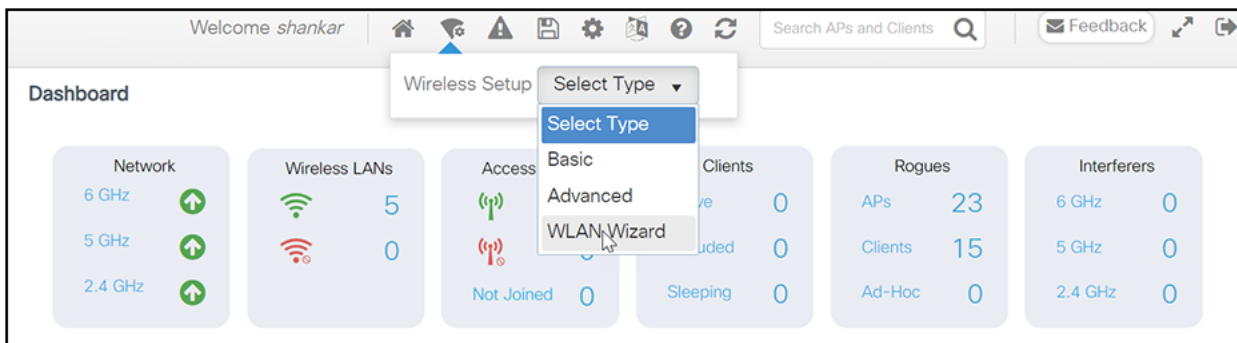 Welcome shankar Search APs and Clients Feedback
Wireless Setup Select Type
Dashboard
Select Type
Basic
Advanced
WLAN Wizard
Network
6 GHz
5 GHz
2.4 GHz
Wireless LANs
5
0
Access
Not Joined 0
Clients
0
0
Sleeping 0
Rogues
APs 23
Clients 15
Ad-Hoc 0
Interferers
6 GHz 0
5 GHz 0
2.4 GHz 0